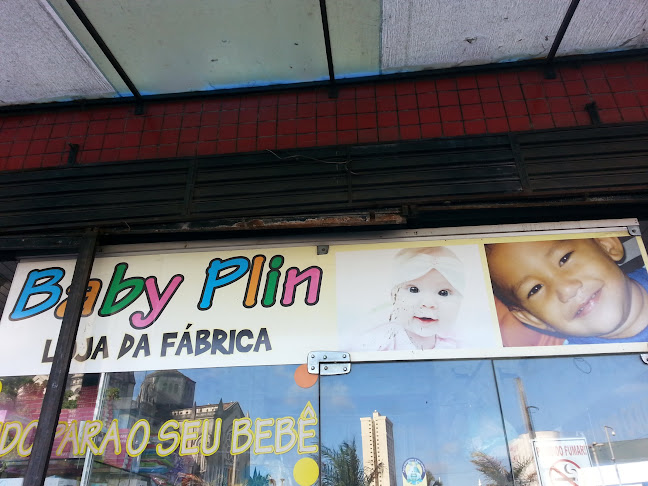 Baby Plin
LOJA DA FÁBRICA
PARA O SEU BEBÊ